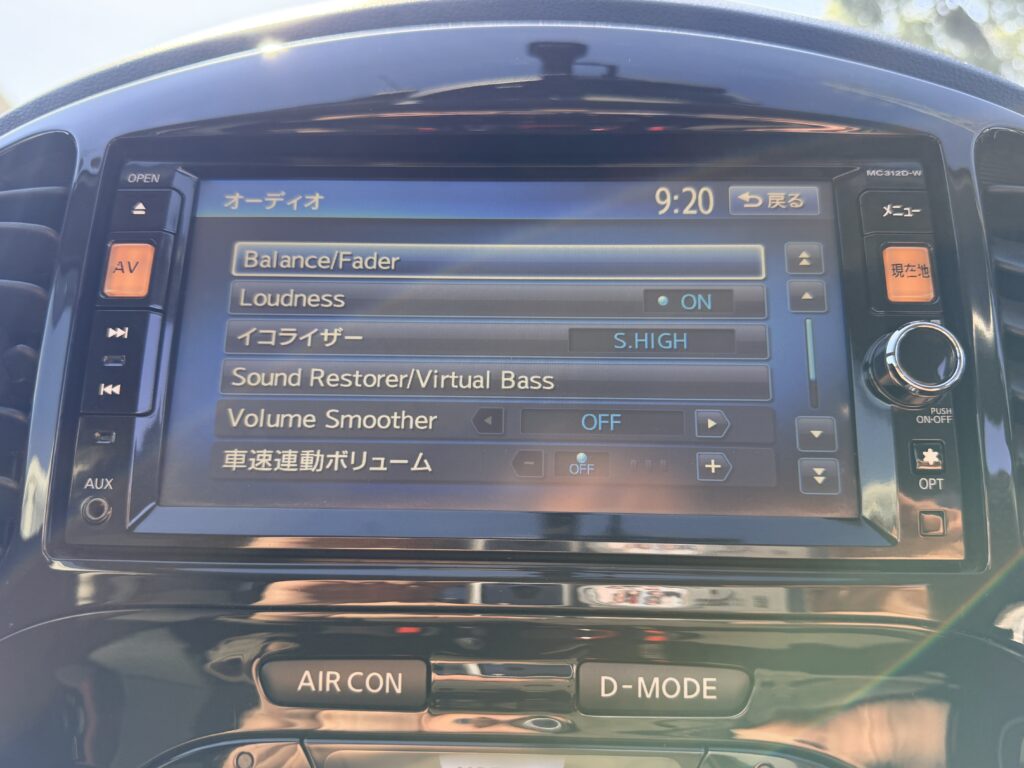 OPEN
MC312D-W
オーディオ 9:20 戻る
メニュー
AV
現在地
Balance/Fader
Loudness ON
イコライザー S.HIGH
Sound Restorer/Virtual Bass
Volume Smoother OFF
車速連動ボリューム − OFF +
PUSH
ON-OFF
AUX
OPT
AIR CON
D-MODE